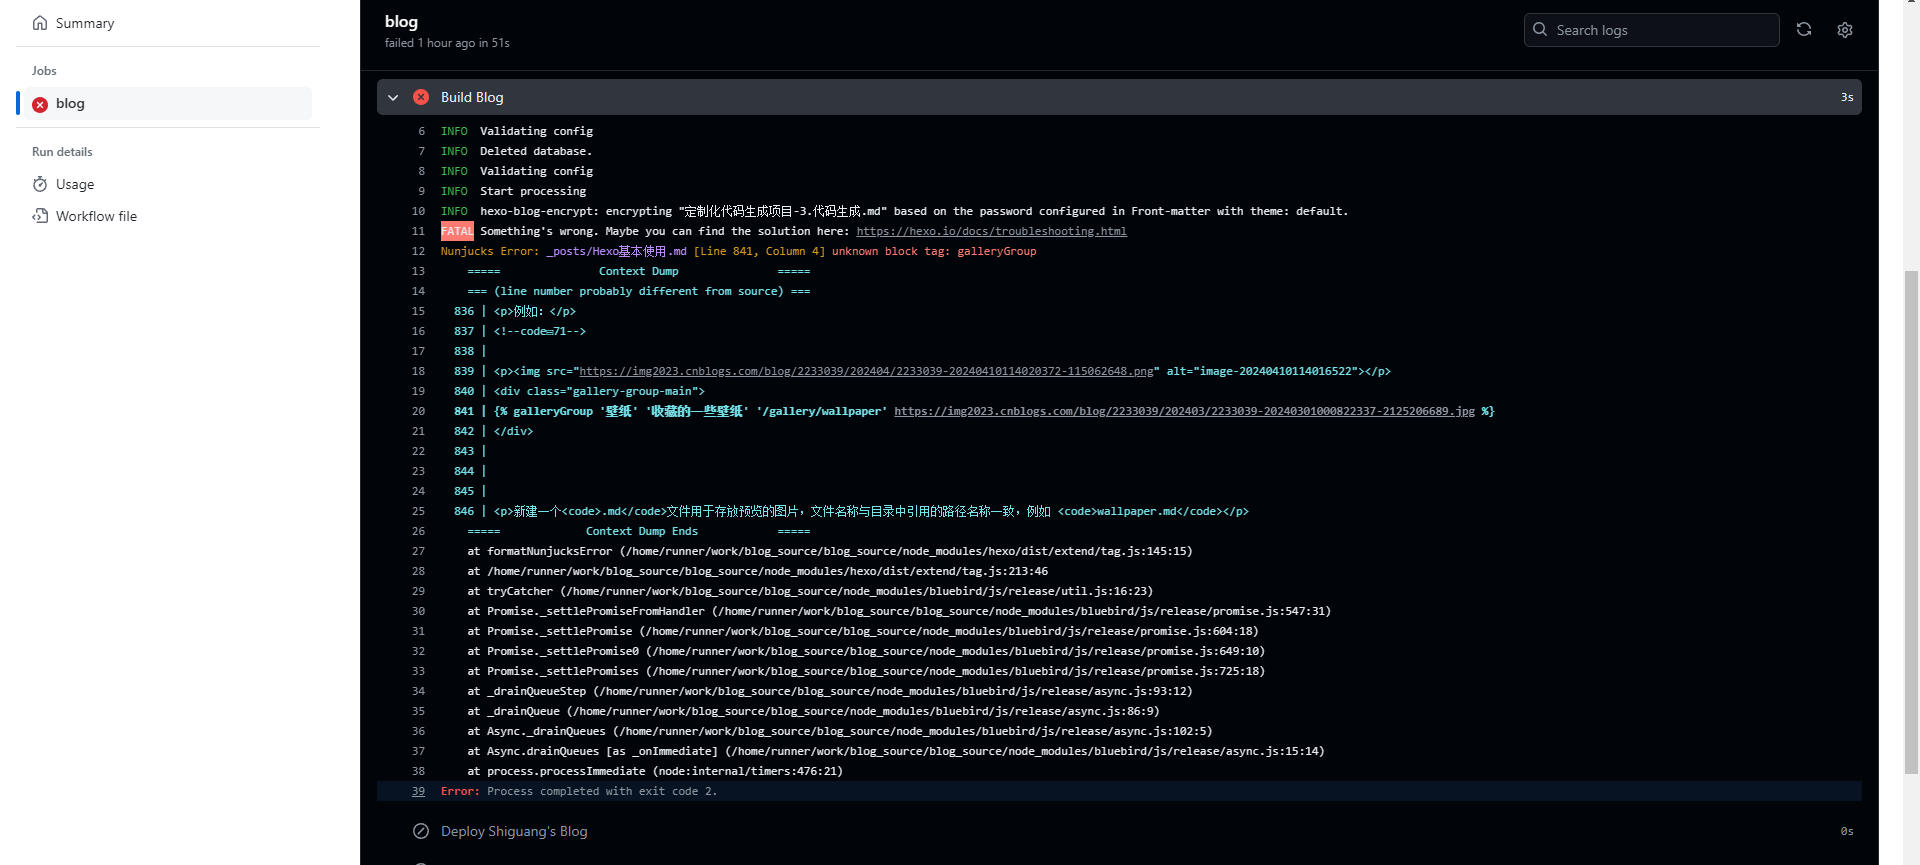 Summary
Jobs
blog
Run details
Usage
Workflow file
blog
failed 1 hour ago in 51s
Search logs
Build Blog
3s
6 INFO Validating config
7 INFO Deleted database.
8 INFO Validating config
9 INFO Start processing
10 INFO hexo-blog-encrypt: encrypting "定制化代码生成项目-3.代码生成.md" based on the password configured in Front-matter with theme: default.
11 FATAL Something's wrong. Maybe you can find the solution here: https://hexo.io/docs/troubleshooting.html
12 Nunjucks Error: _posts/Hexo基本使用.md [Line 841, Column 4] unknown block tag: galleryGroup
13 ===== Context Dump =====
14 === (line number probably different from source) ===
15 836 | <p>例如：</p>
16 837 | <!--code71-->
17 838 |
18 839 | <p><img src="https://img2023.cnblogs.com/blog/2233039/202404/2233039-20240410114020372-115062648.png" alt="image-20240410114016522"></p>
19 840 | <div class="gallery-group-main">
20 841 | {% galleryGroup '壁纸' '收藏的一些壁纸' '/gallery/wallpaper' https://img2023.cnblogs.com/blog/2233039/202403/2233039-20240301000822337-2125206689.jpg %}
21 842 | </div>
22 843 |
23 844 |
24 845 |
25 846 | <p>新建一个<code>.md</code>文件用于存放预览的图片，文件名称与目录中引用的路径名称一致，例如 <code>wallpaper.md</code></p>
26 ===== Context Dump Ends =====
27 at formatNunjucksError (/home/runner/work/blog_source/blog_source/node_modules/hexo/dist/extend/tag.js:145:15)
28 at /home/runner/work/blog_source/blog_source/node_modules/hexo/dist/extend/tag.js:213:46
29 at tryCatcher (/home/runner/work/blog_source/blog_source/node_modules/bluebird/js/release/util.js:16:23)
30 at Promise._settlePromiseFromHandler (/home/runner/work/blog_source/blog_source/node_modules/bluebird/js/release/promise.js:547:31)
31 at Promise._settlePromise (/home/runner/work/blog_source/blog_source/node_modules/bluebird/js/release/promise.js:604:18)
32 at Promise._settlePromise0 (/home/runner/work/blog_source/blog_source/node_modules/bluebird/js/release/promise.js:649:10)
33 at Promise._settlePromises (/home/runner/work/blog_source/blog_source/node_modules/bluebird/js/release/promise.js:725:18)
34 at _drainQueueStep (/home/runner/work/blog_source/blog_source/node_modules/bluebird/js/release/async.js:93:12)
35 at _drainQueue (/home/runner/work/blog_source/blog_source/node_modules/bluebird/js/release/async.js:86:9)
36 at Async._drainQueues (/home/runner/work/blog_source/blog_source/node_modules/bluebird/js/release/async.js:102:5)
37 at Async.drainQueues [as _onImmediate] (/home/runner/work/blog_source/blog_source/node_modules/bluebird/js/release/async.js:15:14)
38 at process.processImmediate (node:internal/timers:476:21)
39 Error: Process completed with exit code 2.
Deploy Shiguang's Blog
0s